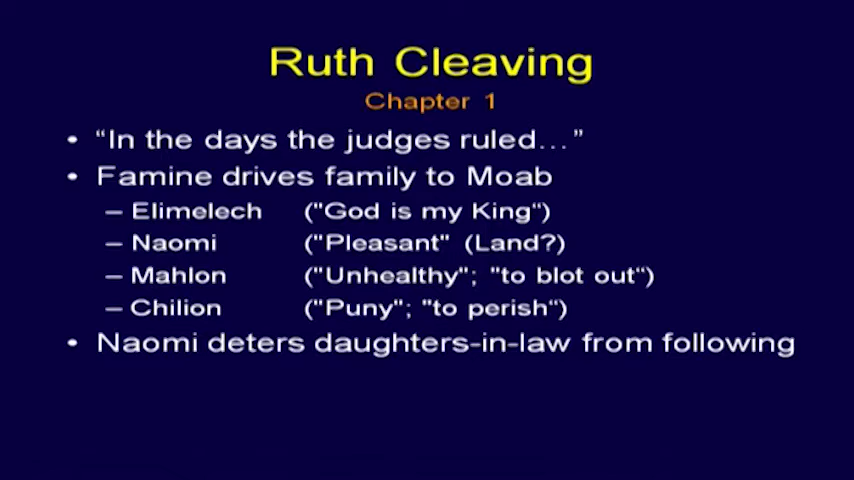 Ruth Cleaving
Chapter 1
• “In the days the judges ruled…”
• Famine drives family to Moab
– Elimelech ("God is my King“)
– Naomi ("Pleasant" (Land?)
– Mahlon ("Unhealthy"; "to blot out“)
– Chilion ("Puny"; "to perish“)
• Naomi deters daughters-in-law from following